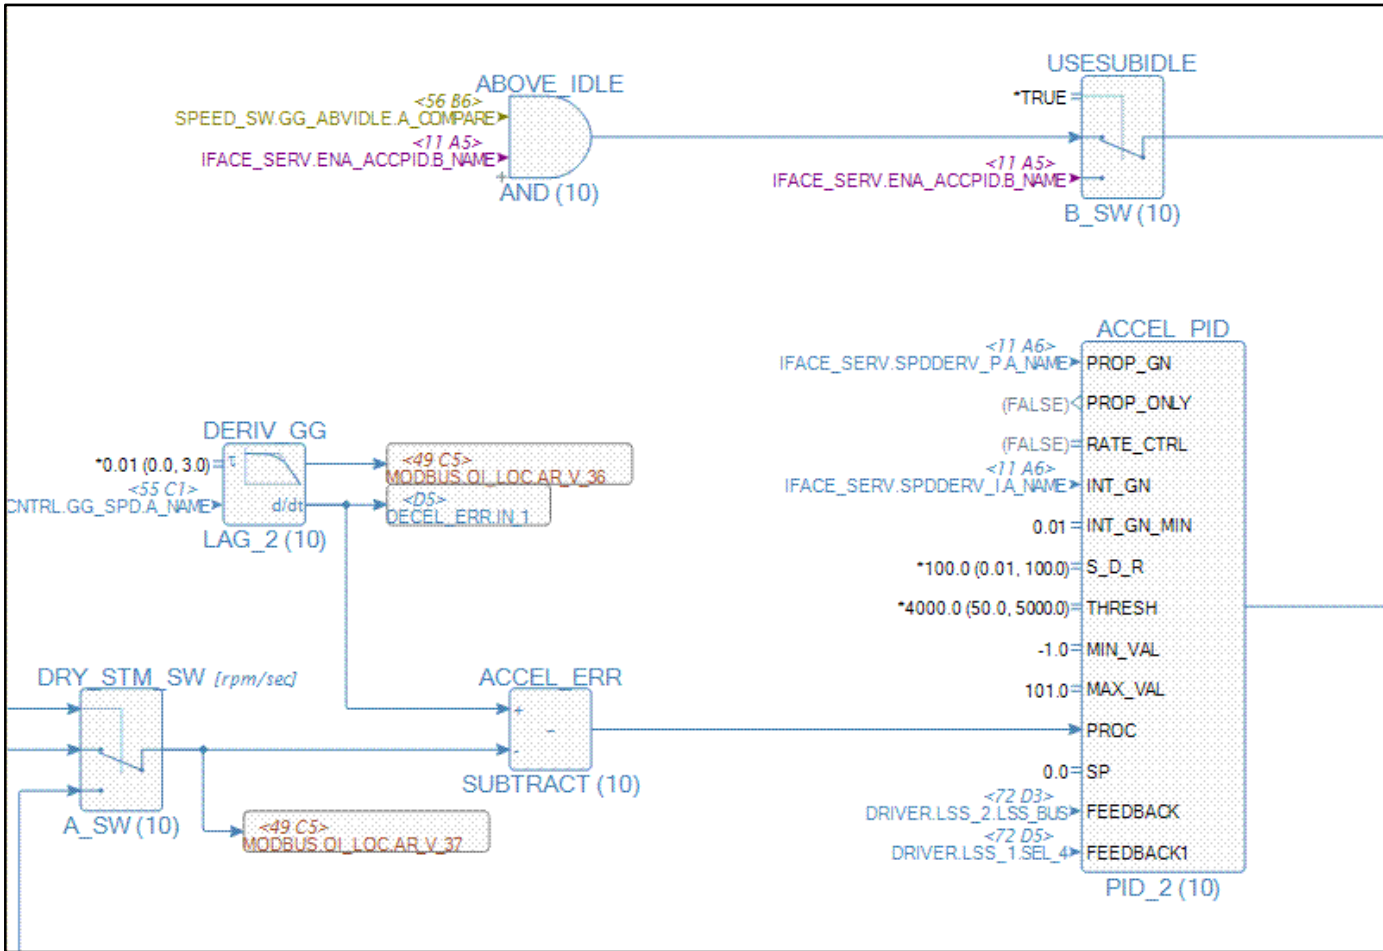 USESUBIDLE
*TRUE
ABOVE_IDLE
<56 B6>
SPEED_SW.GG_ABVIDLE.A_COMPARE
<11 A5>
IFACE_SERV.ENA_ACCPID.B_NAME
+
AND (10)
<11 A5>
IFACE_SERV.ENA_ACCPID.B_NAME
B_SW (10)
ACCEL_PID
<11 A6>
IFACE_SERV.SPDDERV_P.A_NAME
PROP_GN
(FALSE)
PROP_ONLY
(FALSE)
RATE_CTRL
<11 A6>
IFACE_SERV.SPDDERV_I.A_NAME
INT_GN
0.01
INT_GN_MIN
*100.0 (0.01, 100.0)
S_D_R
*4000.0 (50.0, 5000.0)
THRESH
-1.0
MIN_VAL
101.0
MAX_VAL
PROC
0.0
SP
<72 D3>
DRIVER.LSS_2.LSS_BUS
FEEDBACK
<72 D5>
DRIVER.LSS_1.SEL_4
FEEDBACK1
PID_2 (10)
DERIV_GG
*0.01 (0.0, 3.0)
τ
<55 C1>
CNTRL.GG_SPD.A_NAME
d/dt
LAG_2 (10)
<49 C5>
MODBUS.OI_LOC.AR_V_36
<D5>
DECEL_ERR.IN_1
DRY_STM_SW [rpm/sec]
A_SW (10)
ACCEL_ERR
+
-
-
SUBTRACT (10)
<49 C5>
MODBUS.OI_LOC.AR_V_37